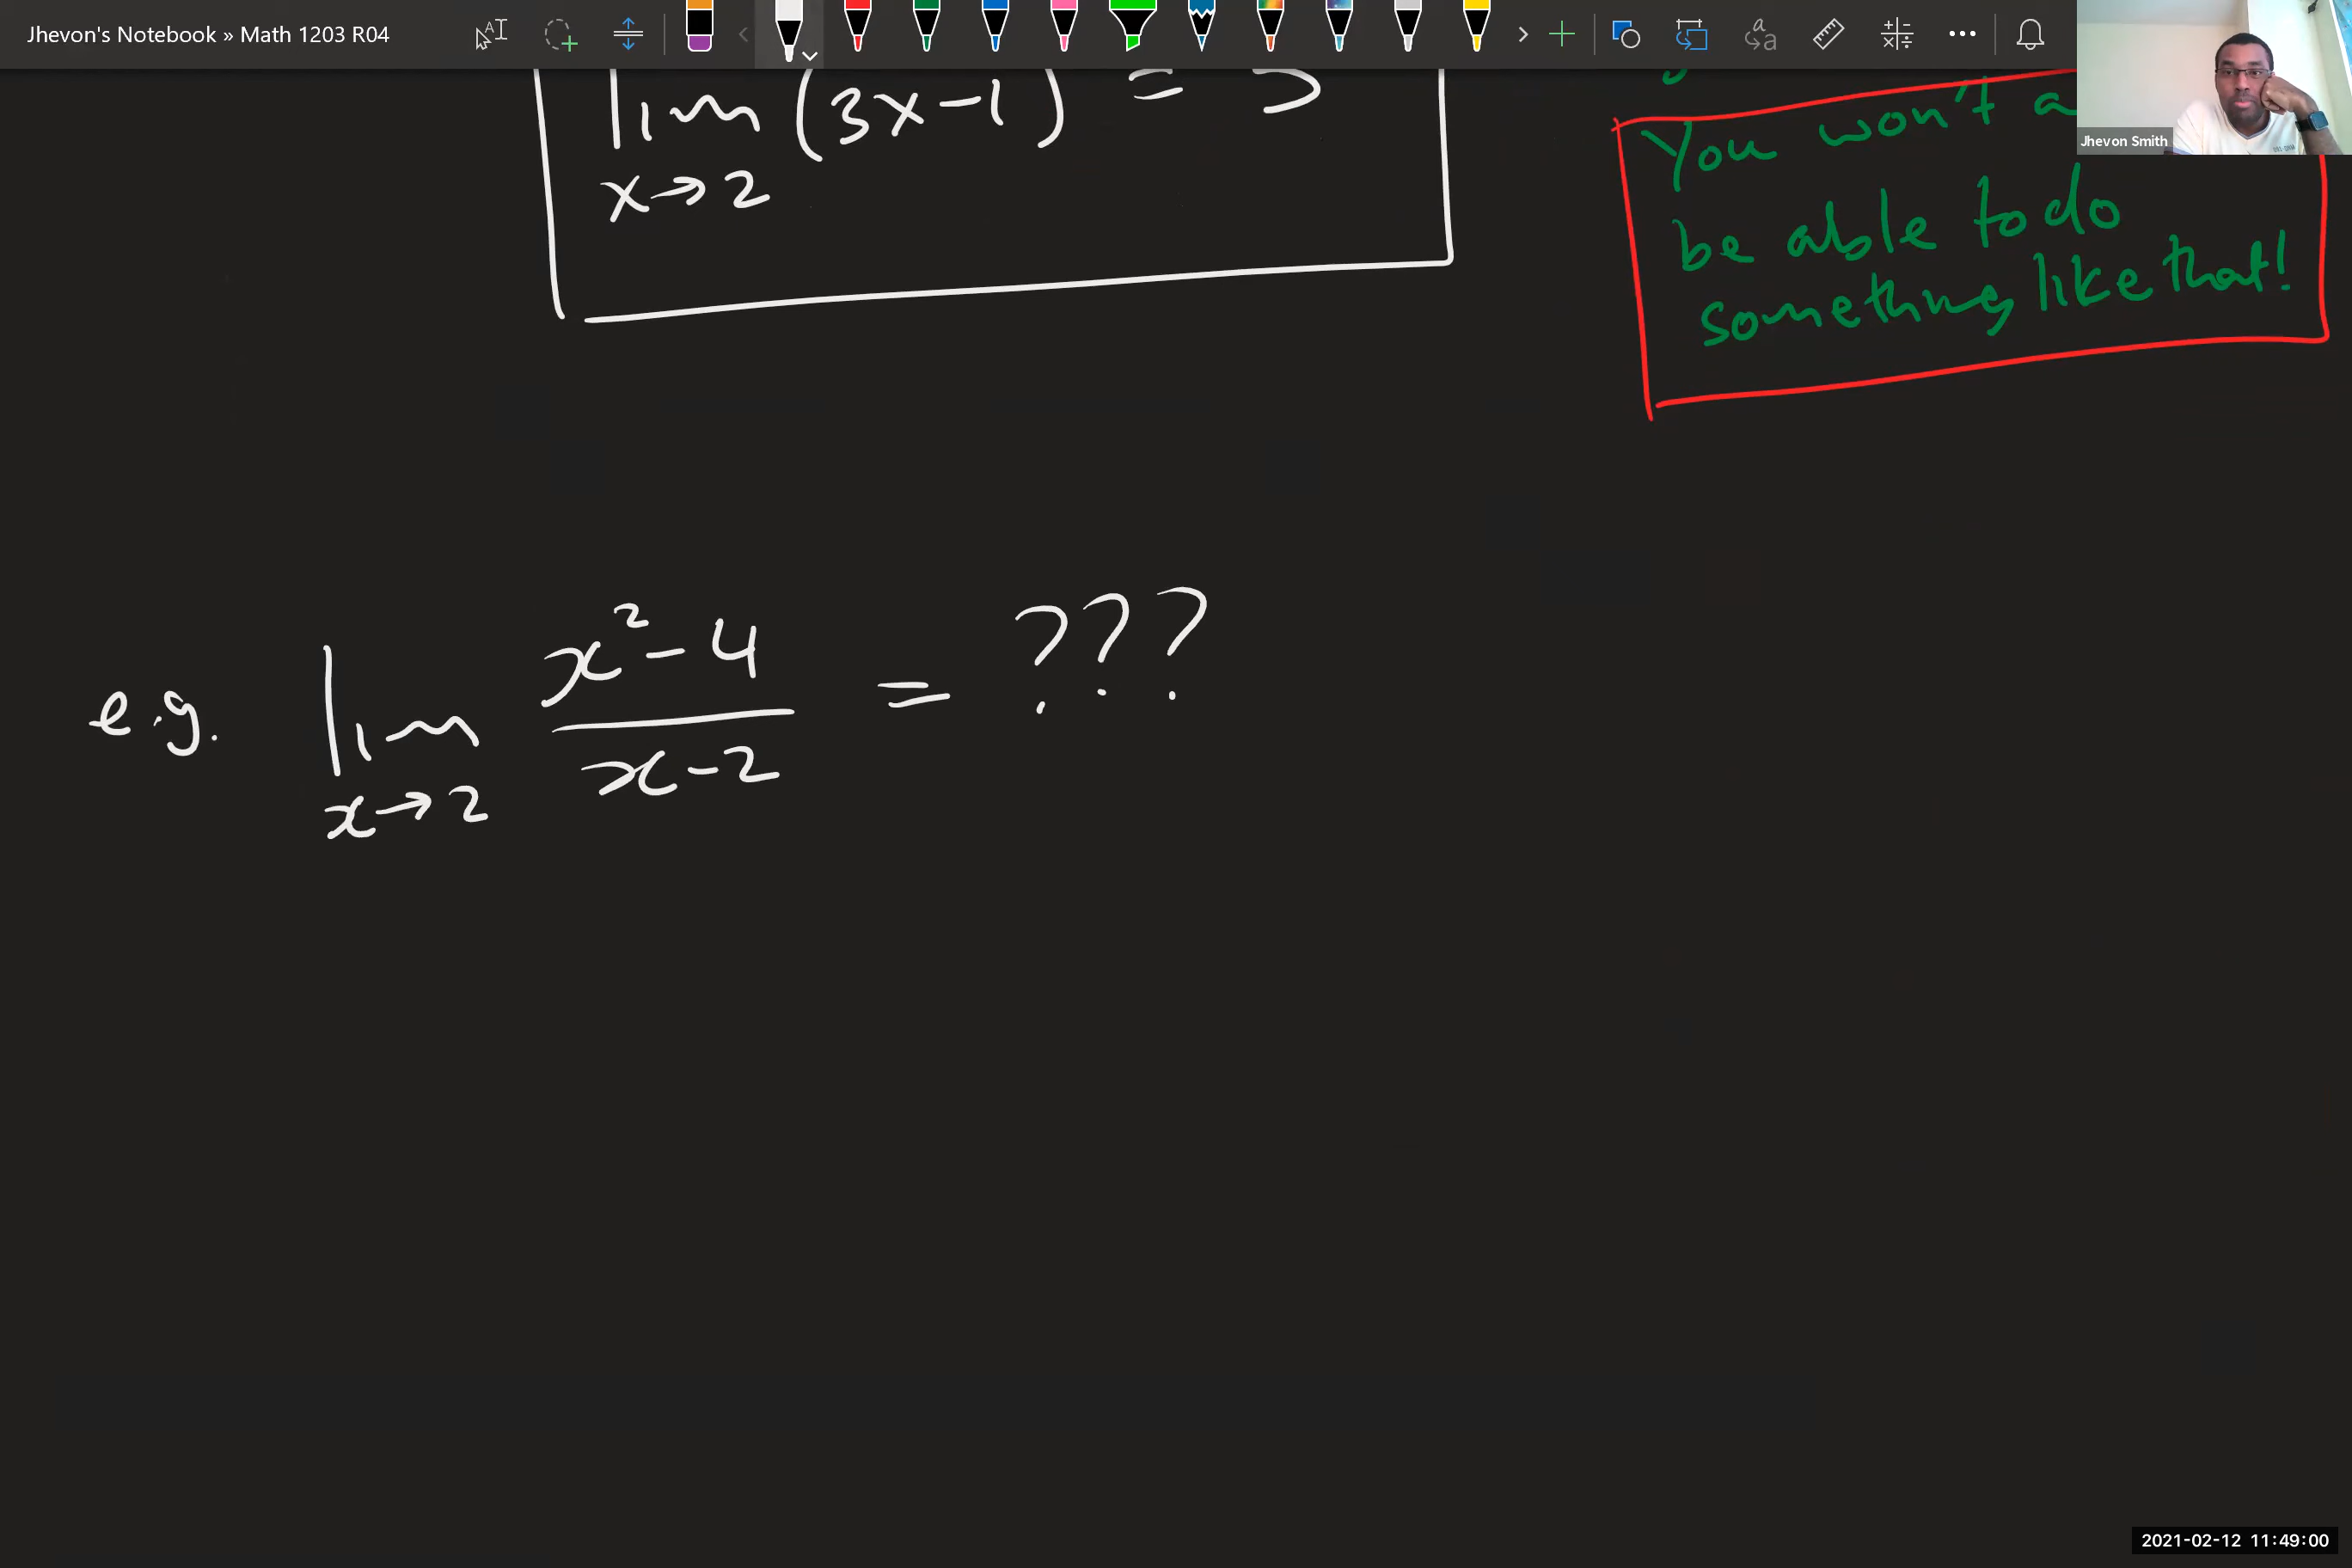 Jhevon's Notebook » Math 1203 R04
Jhevon Smith
lim (3x-1) = 5
x→2
You won't a
be able to do
something like that!
e.g. lim x²-4 / x-2 = ???
x→2
2021-02-12 11:49:00